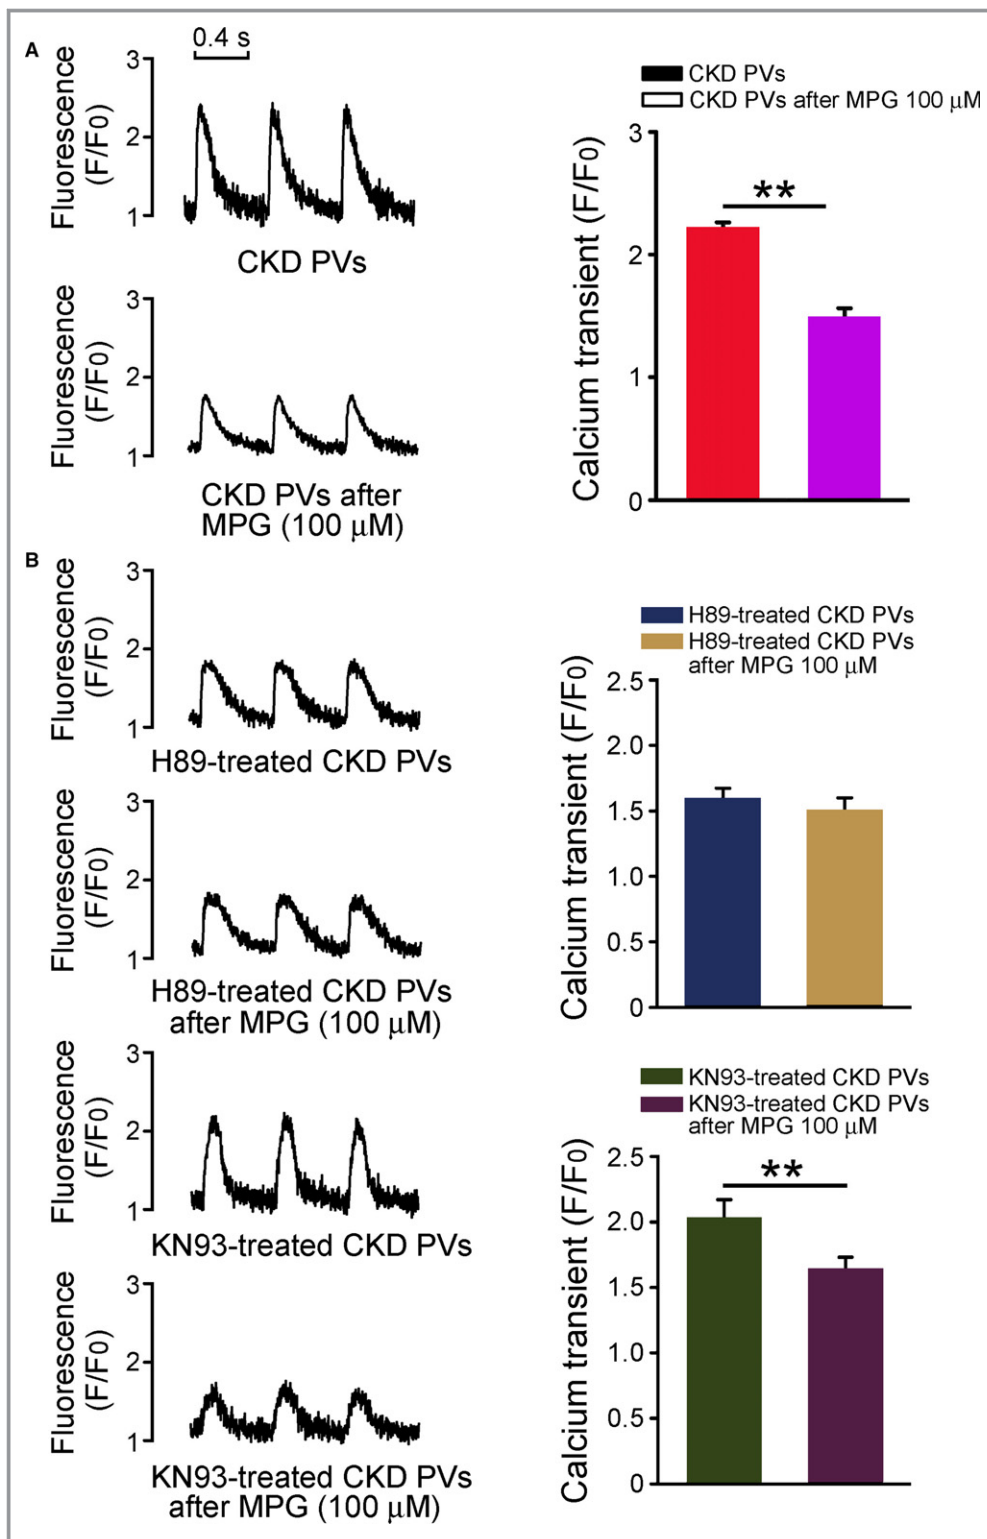 A
0.4 s
Fluorescence
(F/F0)
3
2
1
CKD PVs
Fluorescence
(F/F0)
3
2
1
CKD PVs after
MPG (100 μM)
CKD PVs
CKD PVs after MPG 100 μM
Calcium transient (F/F0)
3
2
1
0
**
B
Fluorescence
(F/F0)
3
2
1
H89-treated CKD PVs
Fluorescence
(F/F0)
3
2
1
H89-treated CKD PVs
after MPG (100 μM)
H89-treated CKD PVs
H89-treated CKD PVs
after MPG 100 μM
Calcium transient (F/F0)
2.5
2.0
1.5
1.0
0.5
0
Fluorescence
(F/F0)
3
2
1
KN93-treated CKD PVs
Fluorescence
(F/F0)
3
2
1
KN93-treated CKD PVs
after MPG (100 μM)
KN93-treated CKD PVs
KN93-treated CKD PVs
after MPG 100 μM
Calcium transient (F/F0)
2.5
2.0
1.5
1.0
0.5
0
**